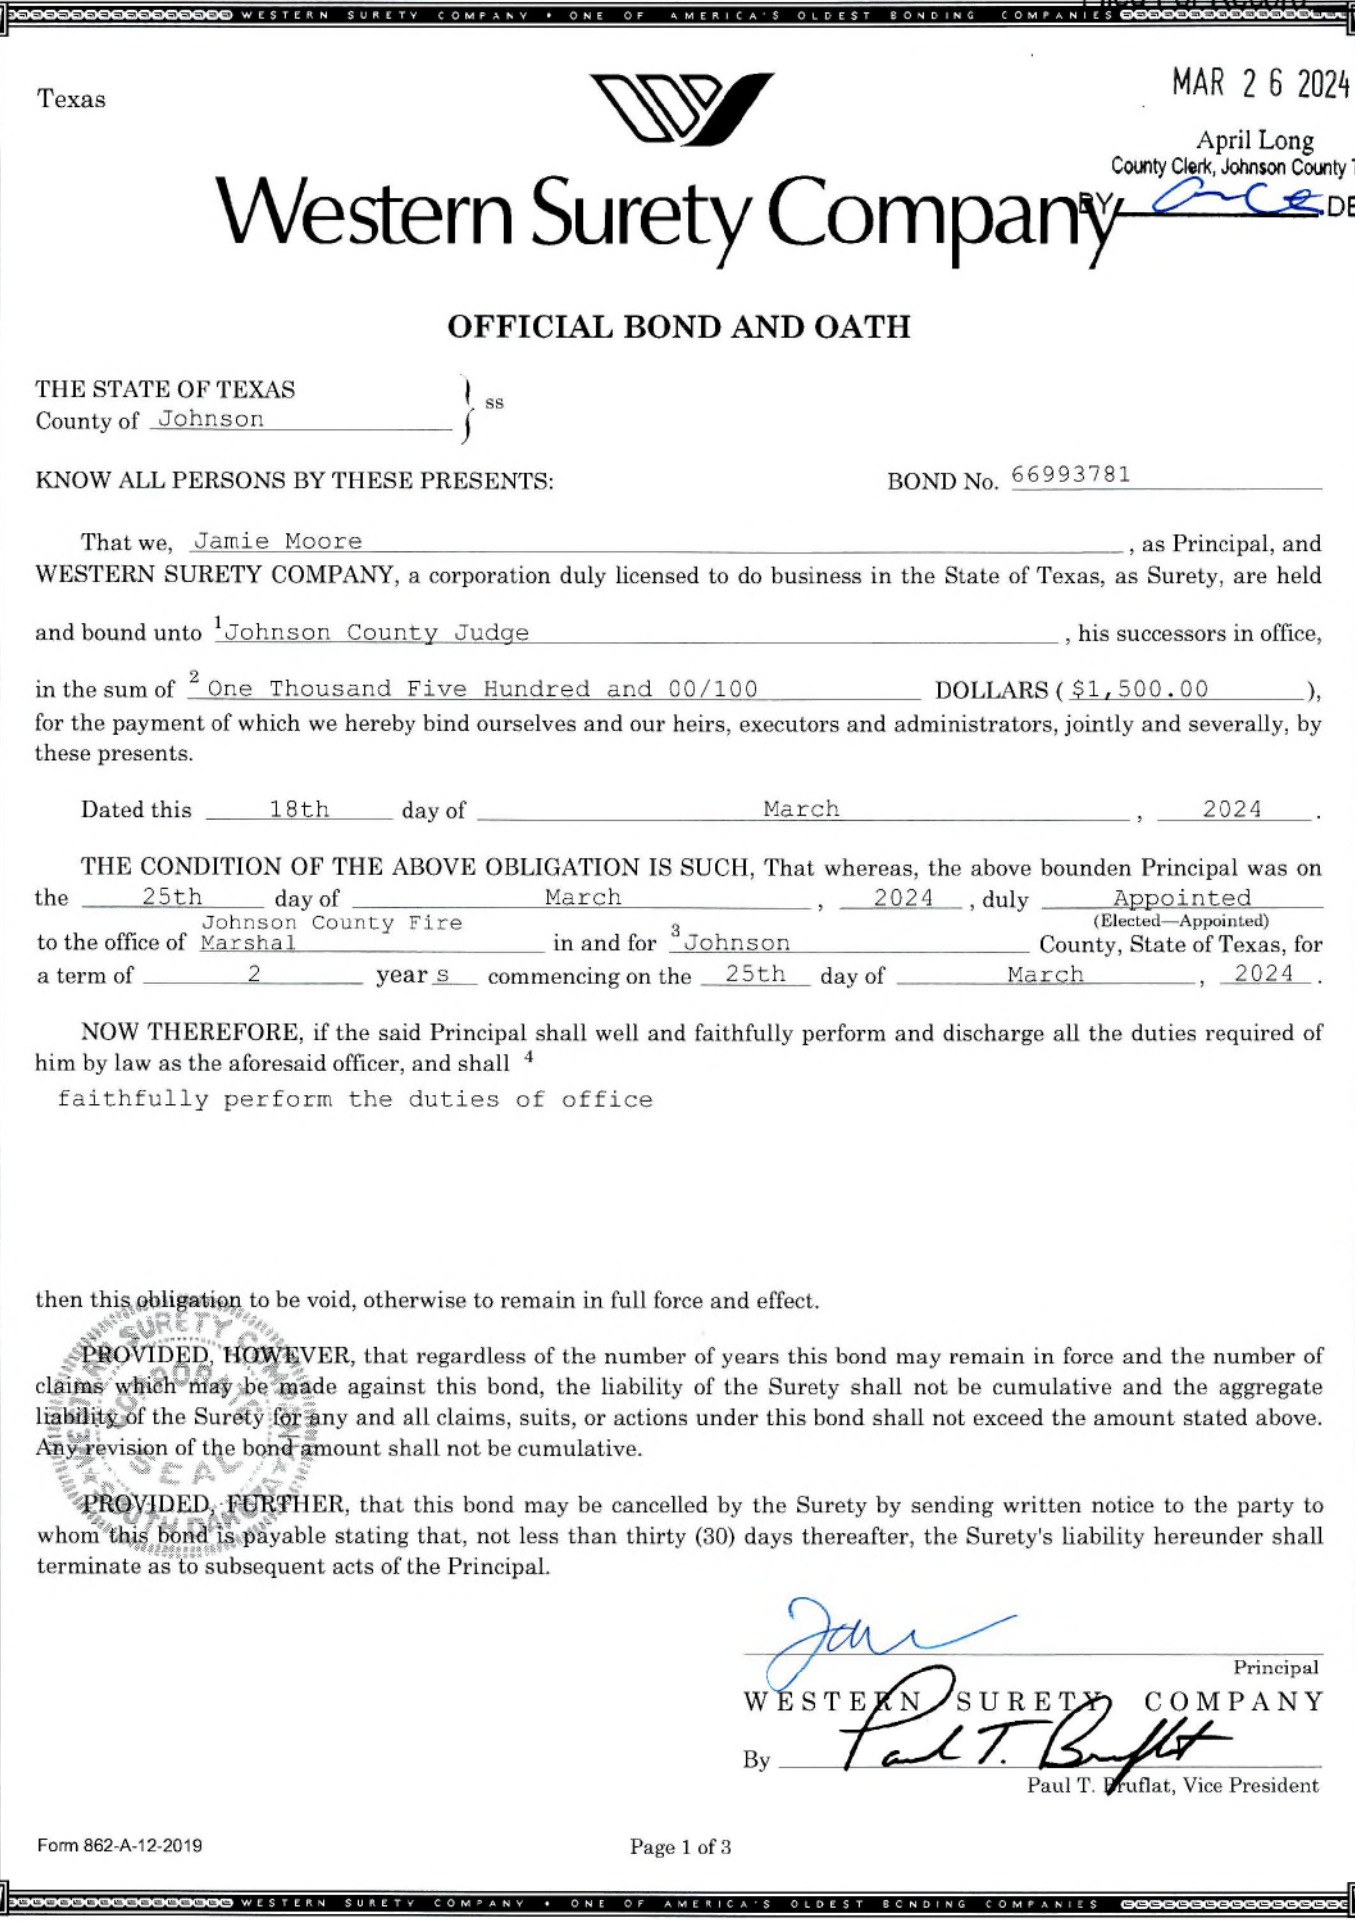 WESTERN SURETY COMPANY • ONE OF AMERICA'S OLDEST BONDING COMPANIES
Texas
MAR 26 2024
April Long
County Clerk, Johnson County
BY DE
Western Surety Company
OFFICIAL BOND AND OATH
THE STATE OF TEXAS
County of Johnson } ss
KNOW ALL PERSONS BY THESE PRESENTS: BOND No. 66993781
That we, Jamie Moore, as Principal, and
WESTERN SURETY COMPANY, a corporation duly licensed to do business in the State of Texas, as Surety, are held
and bound unto 1 Johnson County Judge, his successors in office,
in the sum of 2 One Thousand Five Hundred and 00/100 DOLLARS ( $1,500.00 ),
for the payment of which we hereby bind ourselves and our heirs, executors and administrators, jointly and severally, by
these presents.
Dated this 18th day of March, 2024.
THE CONDITION OF THE ABOVE OBLIGATION IS SUCH, That whereas, the above bounden Principal was on
the 25th day of March, 2024, duly Appointed
(Elected—Appointed)
Johnson County Fire
to the office of Marshal in and for 3 Johnson County, State of Texas, for
a term of 2 year s commencing on the 25th day of March, 2024.
NOW THEREFORE, if the said Principal shall well and faithfully perform and discharge all the duties required of
him by law as the aforesaid officer, and shall 4
faithfully perform the duties of office
then this obligation to be void, otherwise to remain in full force and effect.
PROVIDED, HOWEVER, that regardless of the number of years this bond may remain in force and the number of
claims which may be made against this bond, the liability of the Surety shall not be cumulative and the aggregate
liability of the Surety for any and all claims, suits, or actions under this bond shall not exceed the amount stated above.
Any revision of the bond amount shall not be cumulative.
PROVIDED, FURTHER, that this bond may be cancelled by the Surety by sending written notice to the party to
whom this bond is payable stating that, not less than thirty (30) days thereafter, the Surety's liability hereunder shall
terminate as to subsequent acts of the Principal.
Principal
WESTERN SURETY COMPANY
By Paul T. Bruflat
Paul T. Bruflat, Vice President
Form 862-A-12-2019 Page 1 of 3
WESTERN SURETY COMPANY • ONE OF AMERICA'S OLDEST BONDING COMPANIES